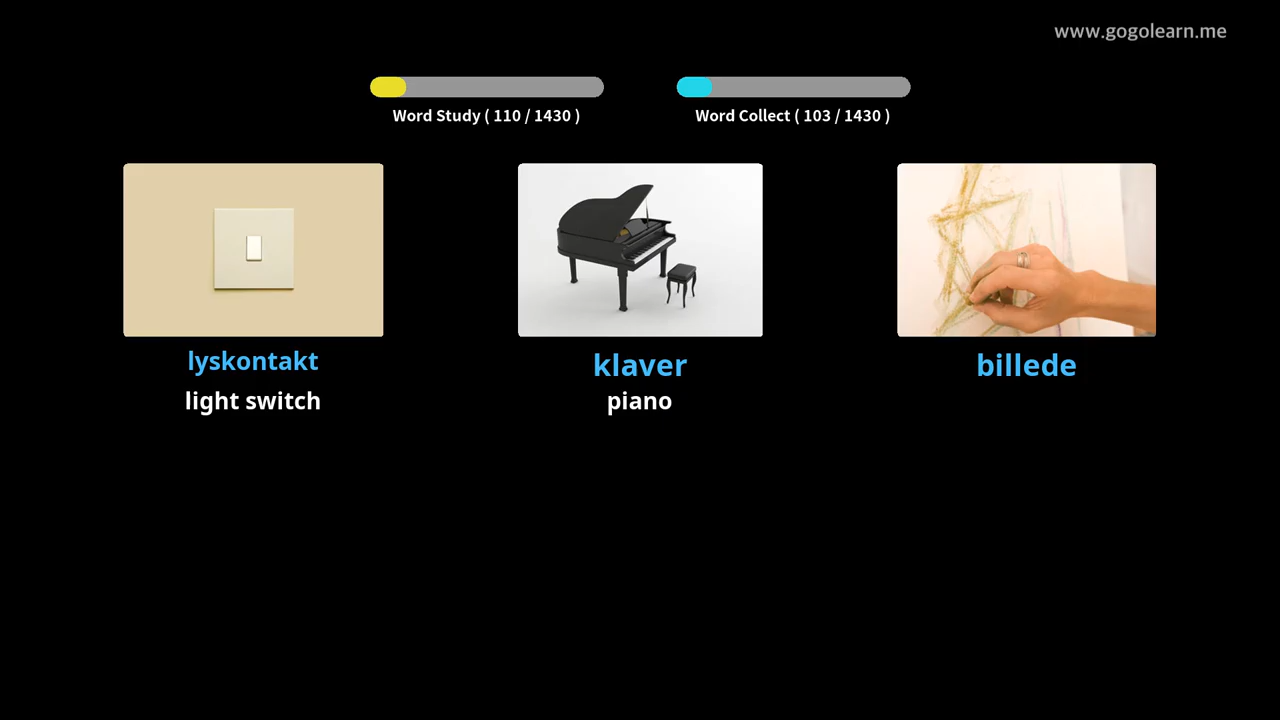 www.gogolearn.me
Word Study ( 110 / 1430 )
Word Collect ( 103 / 1430 )
lyskontakt
light switch
klaver
piano
billede